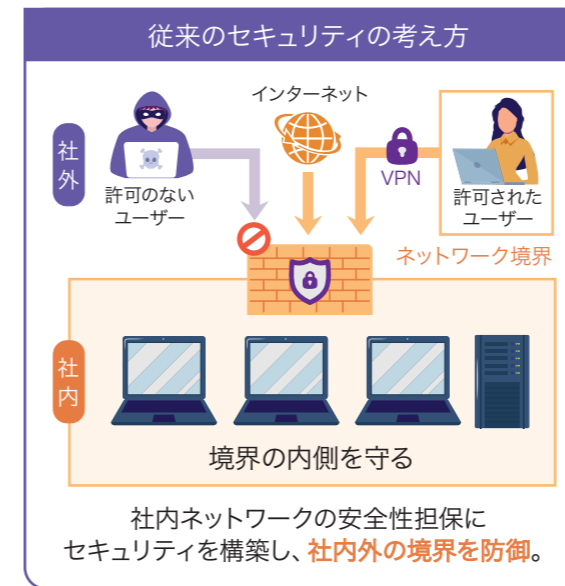 従来のセキュリティの考え方
インターネット
社外
VPN
許可のない
ユーザー
許可された
ユーザー
ネットワーク境界
社内
境界の内側を守る
社内ネットワークの安全性担保に
セキュリティを構築し、社内外の境界を防御。